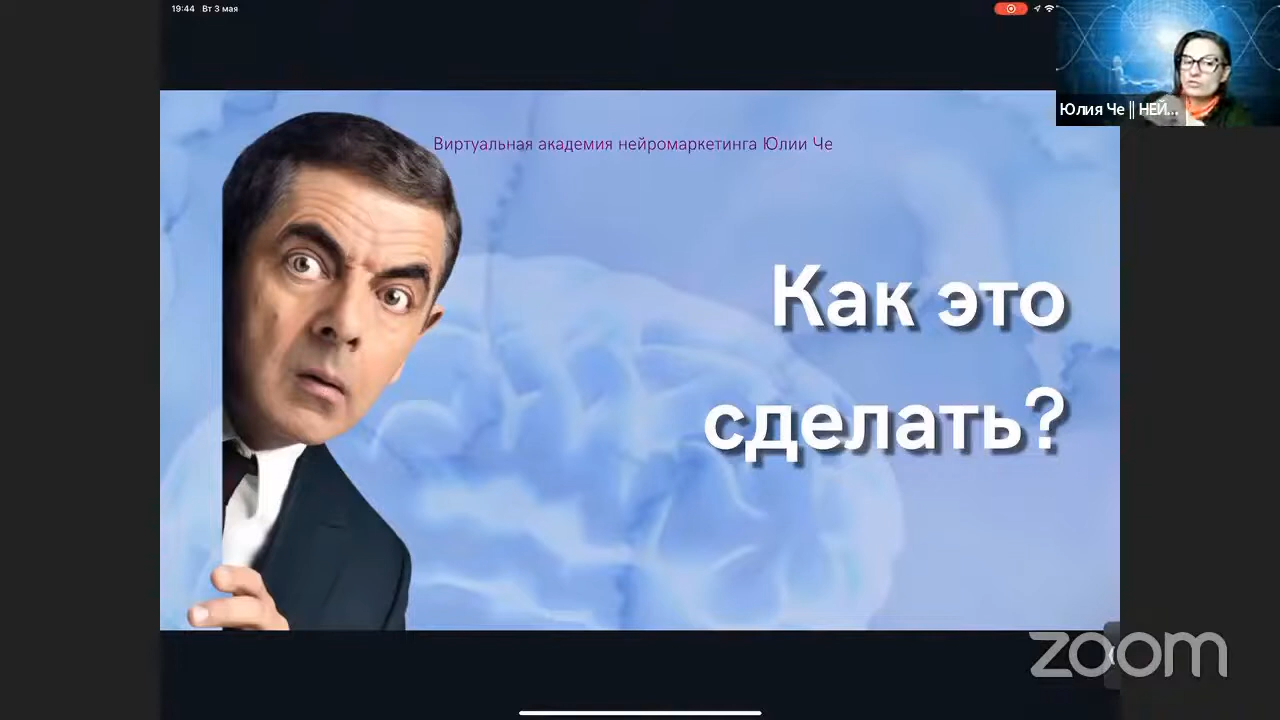 19:44 Вт 3 мая
Юлия Че || НЕЙ...
Виртуальная академия нейромаркетинга Юлии Че
Как это
сделать?
zoom